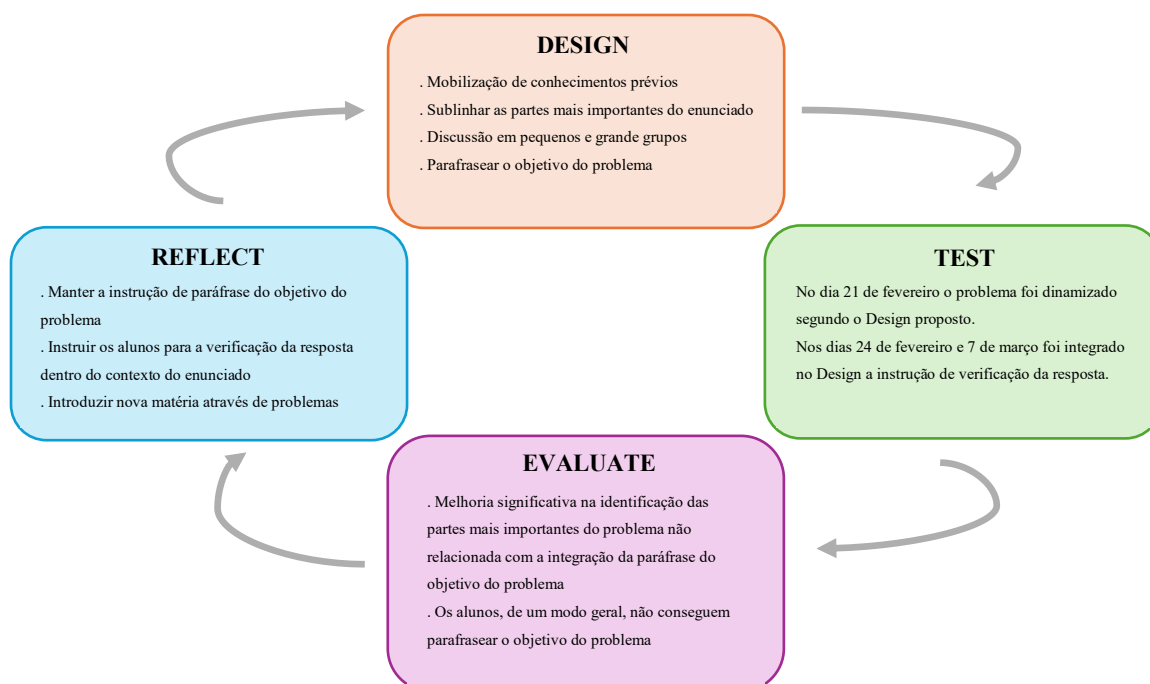 DESIGN
. Mobilização de conhecimentos prévios
. Sublinhar as partes mais importantes do enunciado
. Discussão em pequenos e grande grupos
. Parafrasear o objetivo do problema
TEST
No dia 21 de fevereiro o problema foi dinamizado
segundo o Design proposto.
Nos dias 24 de fevereiro e 7 de março foi integrado
no Design a instrução de verificação da resposta.
EVALUATE
. Melhoria significativa na identificação das
partes mais importantes do problema não
relacionada com a integração da paráfrase do
objetivo do problema
. Os alunos, de um modo geral, não conseguem
parafrasear o objetivo do problema
REFLECT
. Manter a instrução de paráfrase do objetivo do
problema
. Instruir os alunos para a verificação da resposta
dentro do contexto do enunciado
. Introduzir nova matéria através de problemas